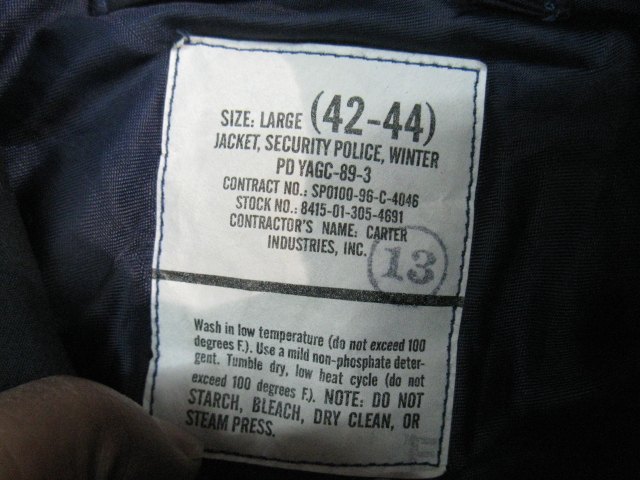 SIZE: LARGE (42-44)
JACKET, SECURITY POLICE, WINTER
PD YAGC-89-3
CONTRACT NO.: SPO100-96-C-4046
STOCK NO.: 8415-01-305-4691
CONTRACTOR'S NAME: CARTER
INDUSTRIES, INC.
13
Wash in low temperature (do not exceed 100
degrees F.). Use a mild non-phosphate deter-
gent. Tumble dry, low heat cycle (do not
exceed 100 degrees F.). NOTE: DO NOT
STARCH, BLEACH, DRY CLEAN, OR
STEAM PRESS.